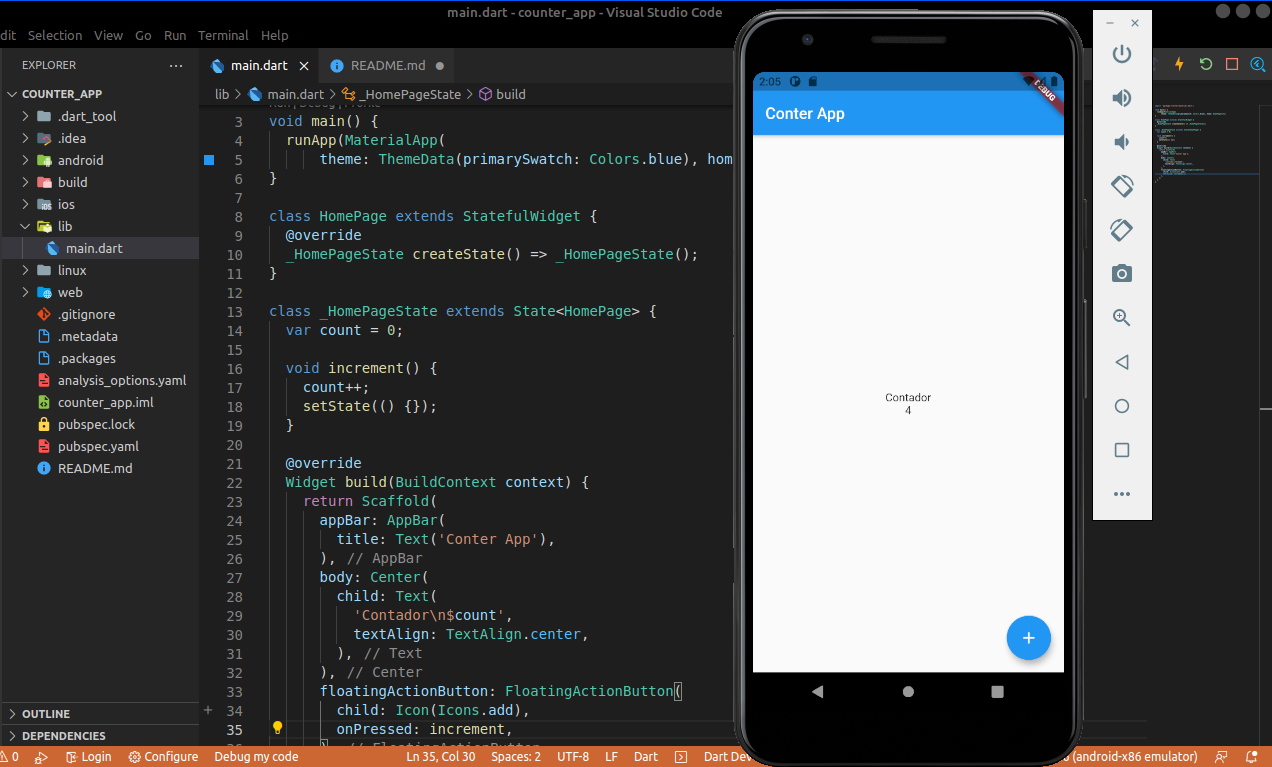 main.dart - counter_app - Visual Studio Code
dit Selection View Go Run Terminal Help
EXPLORER
COUNTER_APP
.dart_tool
.idea
android
build
ios
lib
main.dart
linux
web
.gitignore
.metadata
.packages
analysis_options.yaml
counter_app.iml
pubspec.lock
pubspec.yaml
README.md
OUTLINE
DEPENDENCIES
main.dart
README.md
lib > main.dart > _HomePageState > build
3 void main() {
4 runApp(MaterialApp(
5 theme: ThemeData(primarySwatch: Colors.blue), hom
6 }
7
8 class HomePage extends StatefulWidget {
9 @override
10 _HomePageState createState() => _HomePageState();
11 }
12
13 class _HomePageState extends State<HomePage> {
14 var count = 0;
15
16 void increment() {
17 count++;
18 setState(() {});
19 }
20
21 @override
22 Widget build(BuildContext context) {
23 return Scaffold(
24 appBar: AppBar(
25 title: Text('Conter App'),
26 ), // AppBar
27 body: Center(
28 child: Text(
29 'Contador\n$count',
30 textAlign: TextAlign.center,
31 ), // Text
32 ), // Center
33 floatingActionButton: FloatingActionButton(
34 child: Icon(Icons.add),
35 onPressed: increment,
36 ), // FloatingActionButton
2:05
DEBUG
Conter App
Contador
4
0 Login Configure Debug my code Ln 35, Col 30 Spaces: 2 UTF-8 LF Dart Dart Dev (android-x86 emulator)